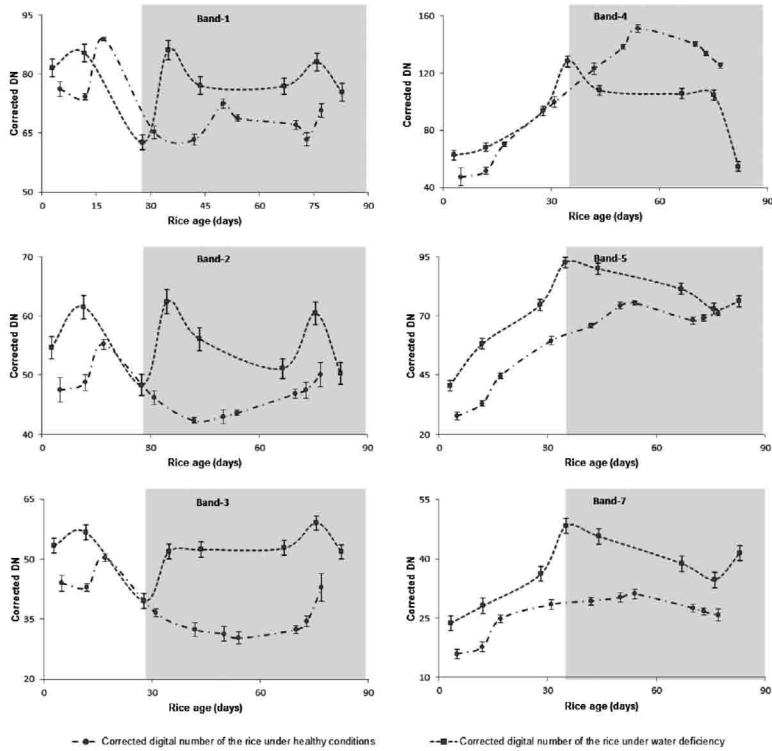 Band-1
95
80
65
50
Corrected DN
0
15
30
45
60
75
90
Rice age (days)
Band-4
160
120
80
40
Corrected DN
0
30
60
90
Rice age (days)
Band-2
70
60
50
40
Corrected DN
0
30
60
90
Rice age (days)
Band-5
95
70
45
20
Corrected DN
0
30
60
90
Rice age (days)
Band-3
65
50
35
20
Corrected DN
0
30
60
90
Rice age (days)
Band-7
55
40
25
10
Corrected DN
0
30
60
90
Rice age (days)
Corrected digital number of the rice under healthy conditions
Corrected digital number of the rice under water deficiency